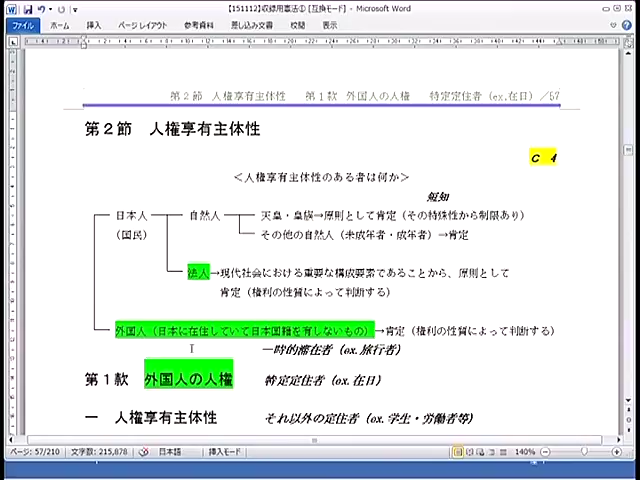 【151112】収録用憲法① [互換モード] - Microsoft Word
ファイル ホーム 挿入 ページ レイアウト 参考資料 差し込み文書 校閲 表示
第2節 人権享有主体性 第1款 外国人の人権 特定定住者(ex.在日)/57
第2節 人権享有主体性
C 4
<人権享有主体性のある者は何か>
短知
日本人 自然人 天皇・皇族→原則として肯定(その特殊性から制限あり)
(国民) その他の自然人(未成年者・成年者)→肯定
法人→現代社会における重要な構成要素であることから、原則として
肯定(権利の性質によって判断する)
外国人(日本に在住していて日本国籍を有しないもの)→肯定(権利の性質によって判断する)
一時的滞在者(ex.旅行者)
第1款 外国人の人権 特定定住者(ex.在日)
一 人権享有主体性 それ以外の定住者(ex.学生・労働者等)
ページ: 57/210 文字数: 215,878 日本語 挿入モード 140%